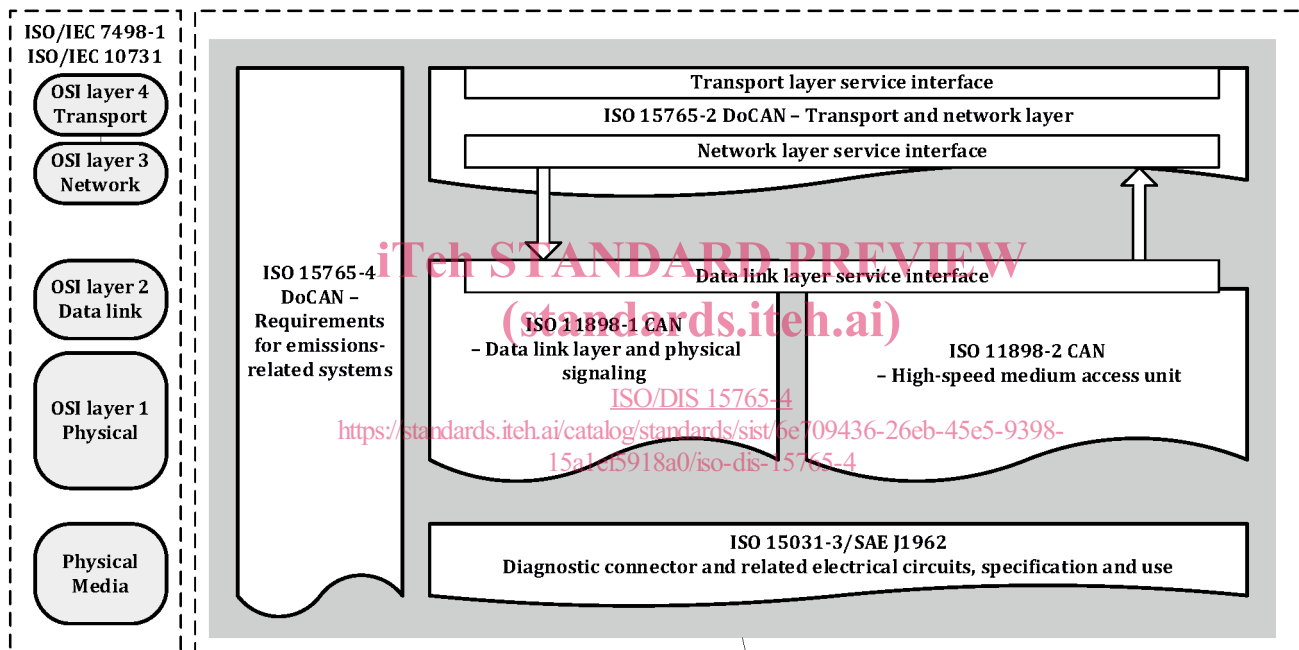 ISO/IEC 7498-1
ISO/IEC 10731
OSI layer 4
Transport
OSI layer 3
Network
OSI layer 2
Data link
OSI layer 1
Physical
Physical
Media
ISO 15765-4
DoCAN –
Requirements
for emissions-
related systems
Transport layer service interface
ISO 15765-2 DoCAN – Transport and network layer
Network layer service interface
Data link layer service interface
ISO 11898-1 CAN
– Data link layer and physical
signaling
ISO 11898-2 CAN
– High-speed medium access unit
ISO 15031-3/SAE J1962
Diagnostic connector and related electrical circuits, specification and use
iTeh STANDARD PREVIEW
(standards.iteh.ai)
ISO/DIS 15765-4
https://standards.iteh.ai/catalog/standards/sist/6e709436-26eb-45e5-9398-
15a1ef5918a0/iso-dis-15765-4